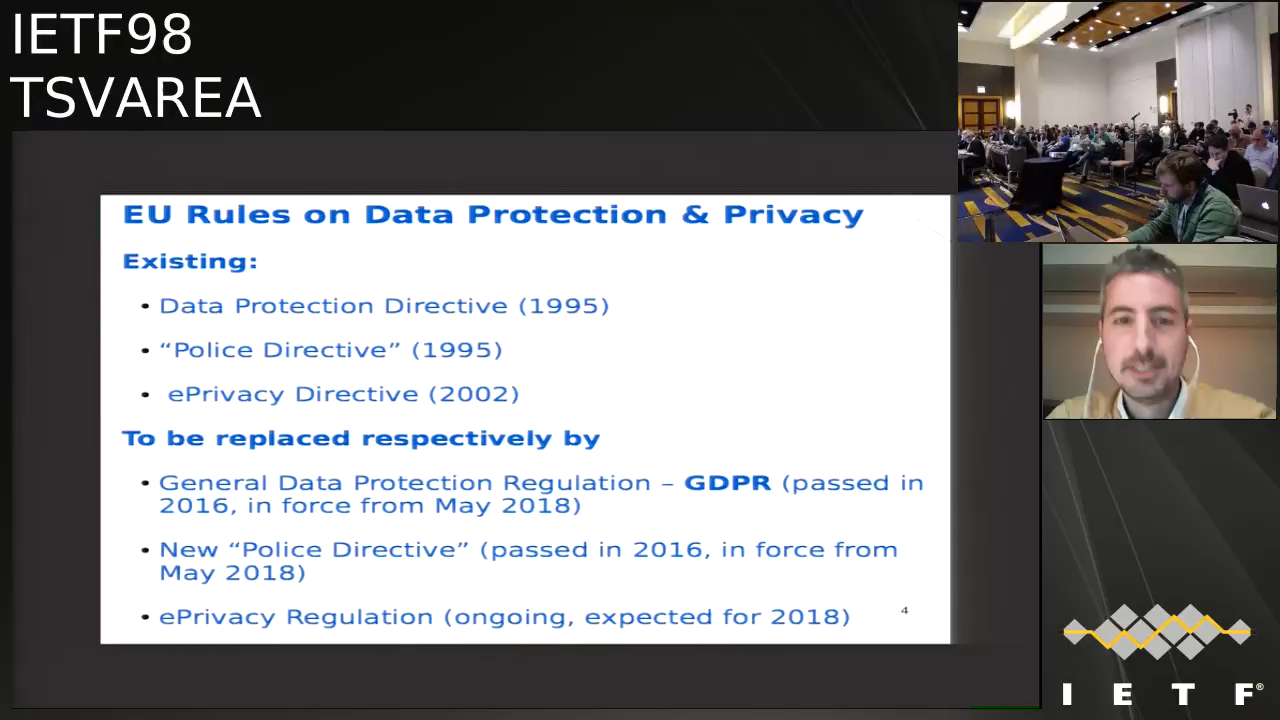 IETF98
TSVAREA
EU Rules on Data Protection & Privacy
Existing:
• Data Protection Directive (1995)
• “Police Directive” (1995)
• ePrivacy Directive (2002)
To be replaced respectively by
• General Data Protection Regulation – GDPR (passed in
2016, in force from May 2018)
• New “Police Directive” (passed in 2016, in force from
May 2018)
• ePrivacy Regulation (ongoing, expected for 2018)
4
I E T F®